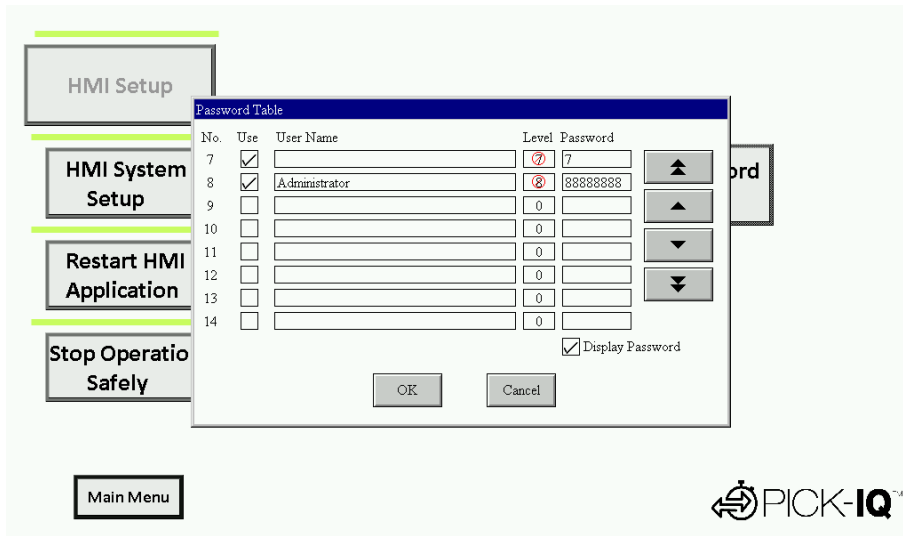 HMI Setup
Password Table
No. Use User Name Level Password
7 7 7
8 Administrator 8 88888888
9 0
10 0
11 0
12 0
13 0
14 0
Display Password
OK Cancel
HMI System
Setup
ord
Restart HMI
Application
Stop Operatio
Safely
Main Menu
PICK-IQ™